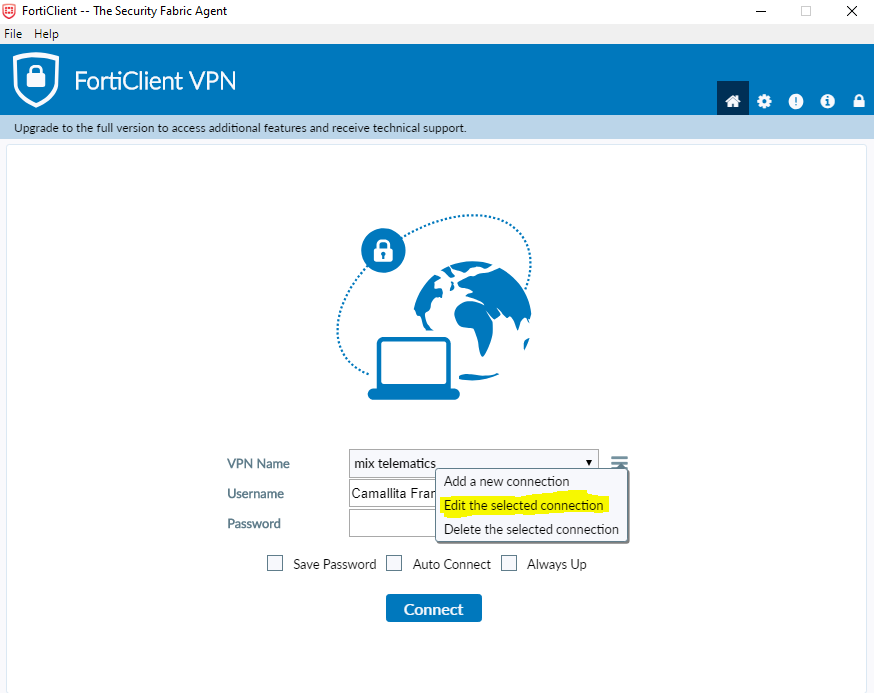 FortiClient -- The Security Fabric Agent
File Help
FortiClient VPN
Upgrade to the full version to access additional features and receive technical support.
VPN Name mix telematics
Add a new connection
Username Camallita Fran
Edit the selected connection
Password
Delete the selected connection
Save Password Auto Connect Always Up
Connect